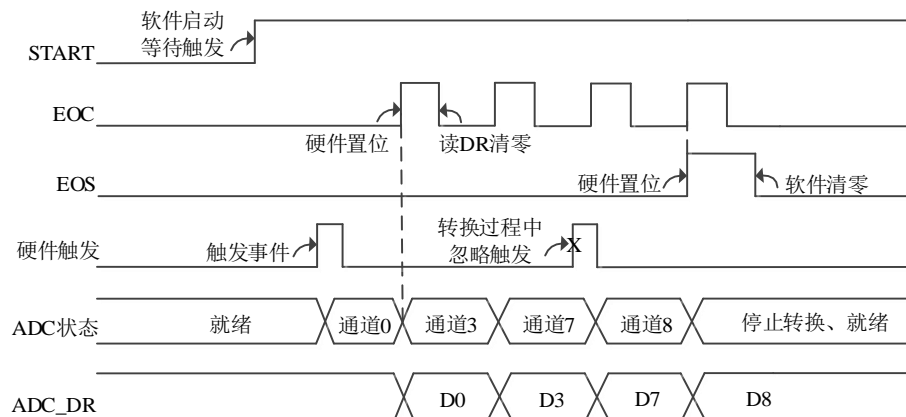 软件启动
等待触发
START
EOC
硬件置位
读DR清零
EOS
硬件置位
软件清零
硬件触发
触发事件
转换过程中
忽略触发
X
ADC状态
就绪
通道0
通道3
通道7
通道8
停止转换、就绪
ADC_DR
D0
D3
D7
D8